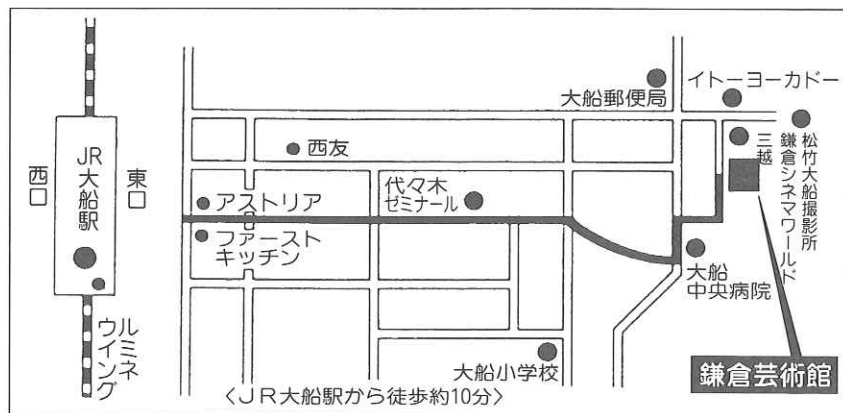 JR
大船駅
西口
東口
ルミネ
ウイング
アストリア
ファースト
キッチン
西友
代々木
ゼミナール
大船小学校
大船郵便局
イトーヨーカドー
三越
松竹大船撮影所
鎌倉シネマワールド
大船
中央病院
鎌倉芸術館
〈JR大船駅から徒歩約10分〉